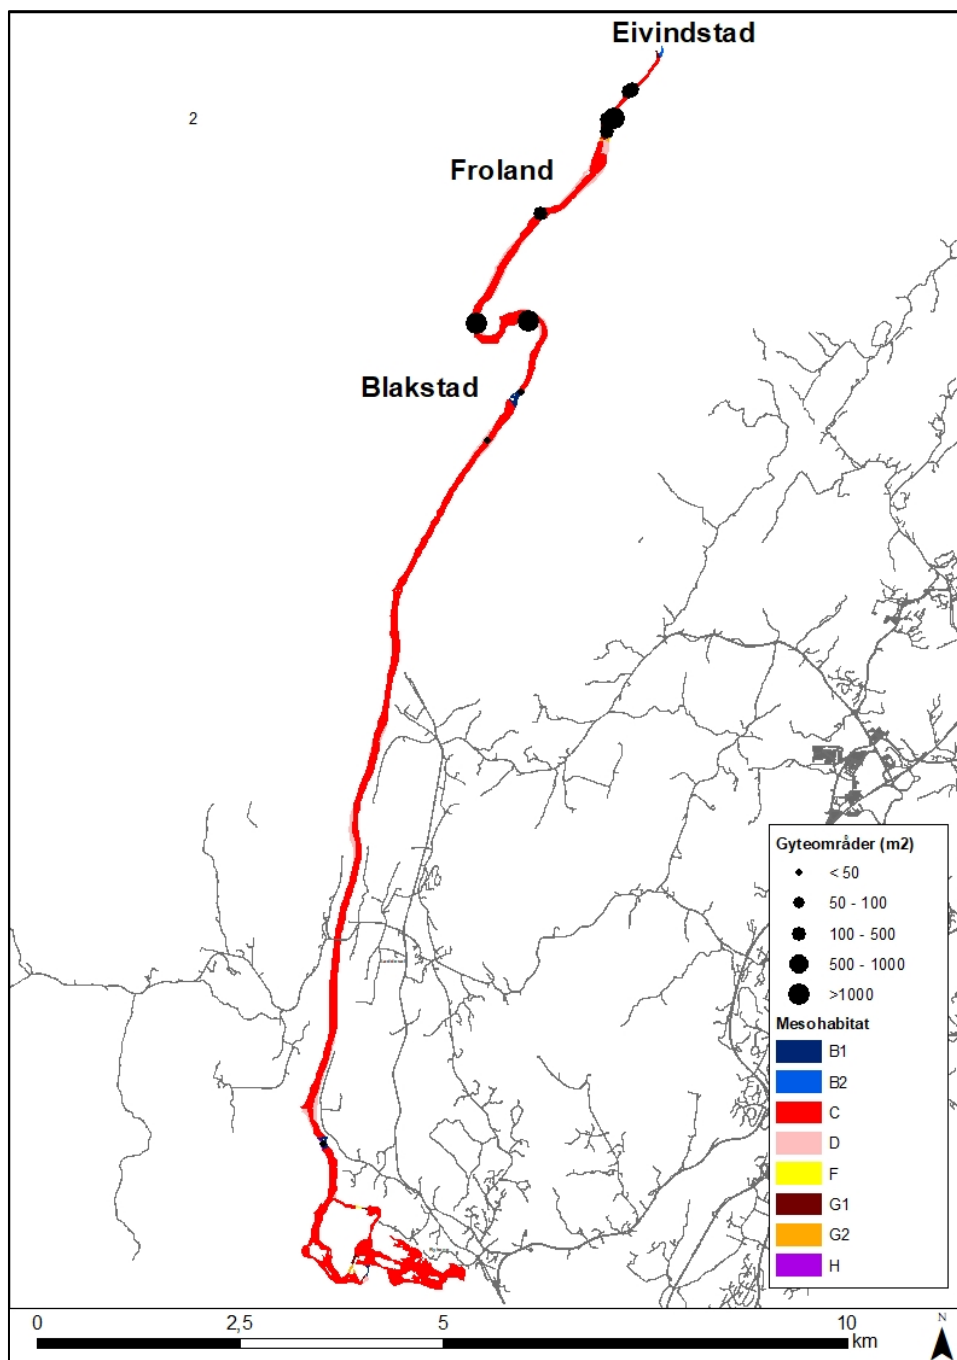 Eivindstad
2
Froland
Blakstad
Gyteområder (m2)
< 50
50 - 100
100 - 500
500 - 1000
>1000
Mesohabitat
B1
B2
C
D
F
G1
G2
H
0 2,5 5 10
km
N